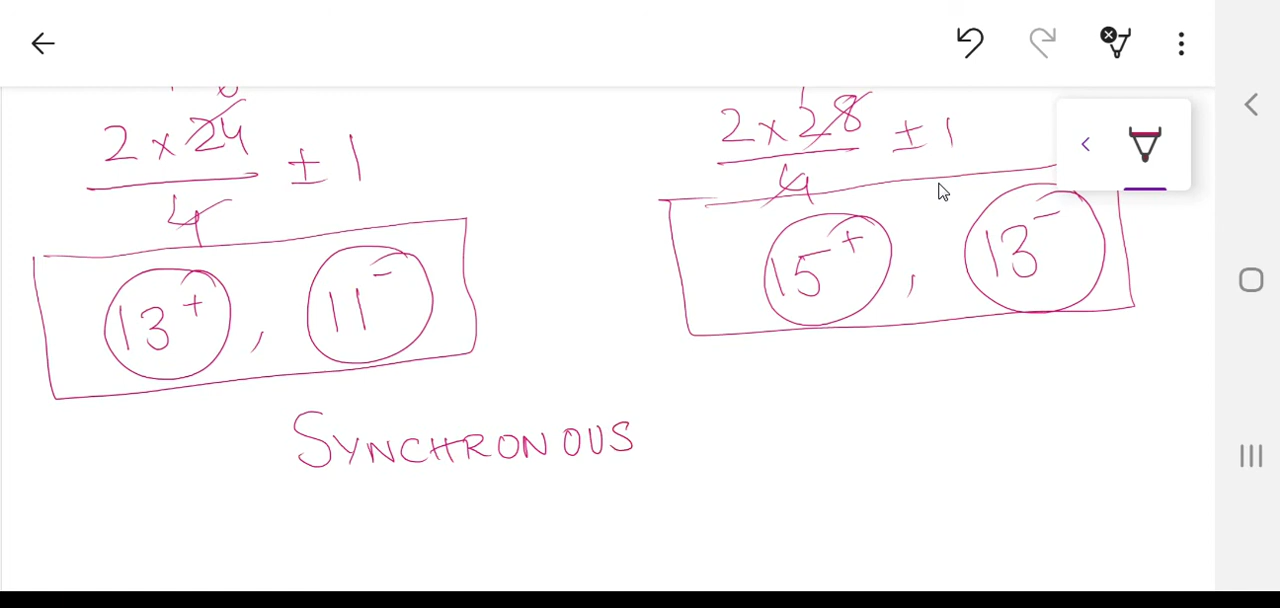 2 × 24 / 4 ± 1
2 × 28 / 4 ± 1
13⁺ , 11⁻
15⁺ , 13⁻
SYNCHRONOUS